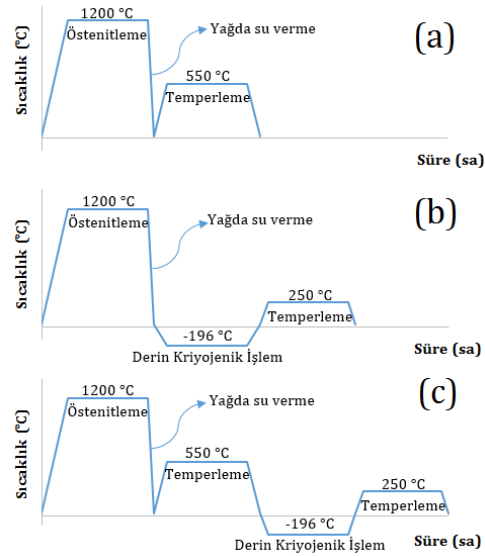 (a)
Sıcaklık (°C)
1200 °C
Östenitleme
Yağda su verme
550 °C
Temperleme
Süre (sa)
(b)
Sıcaklık (°C)
1200 °C
Östenitleme
Yağda su verme
250 °C
Temperleme
-196 °C
Derin Kriyojenik İşlem
Süre (sa)
(c)
Sıcaklık (°C)
1200 °C
Östenitleme
Yağda su verme
550 °C
Temperleme
250 °C
Temperleme
-196 °C
Derin Kriyojenik İşlem
Süre (sa)